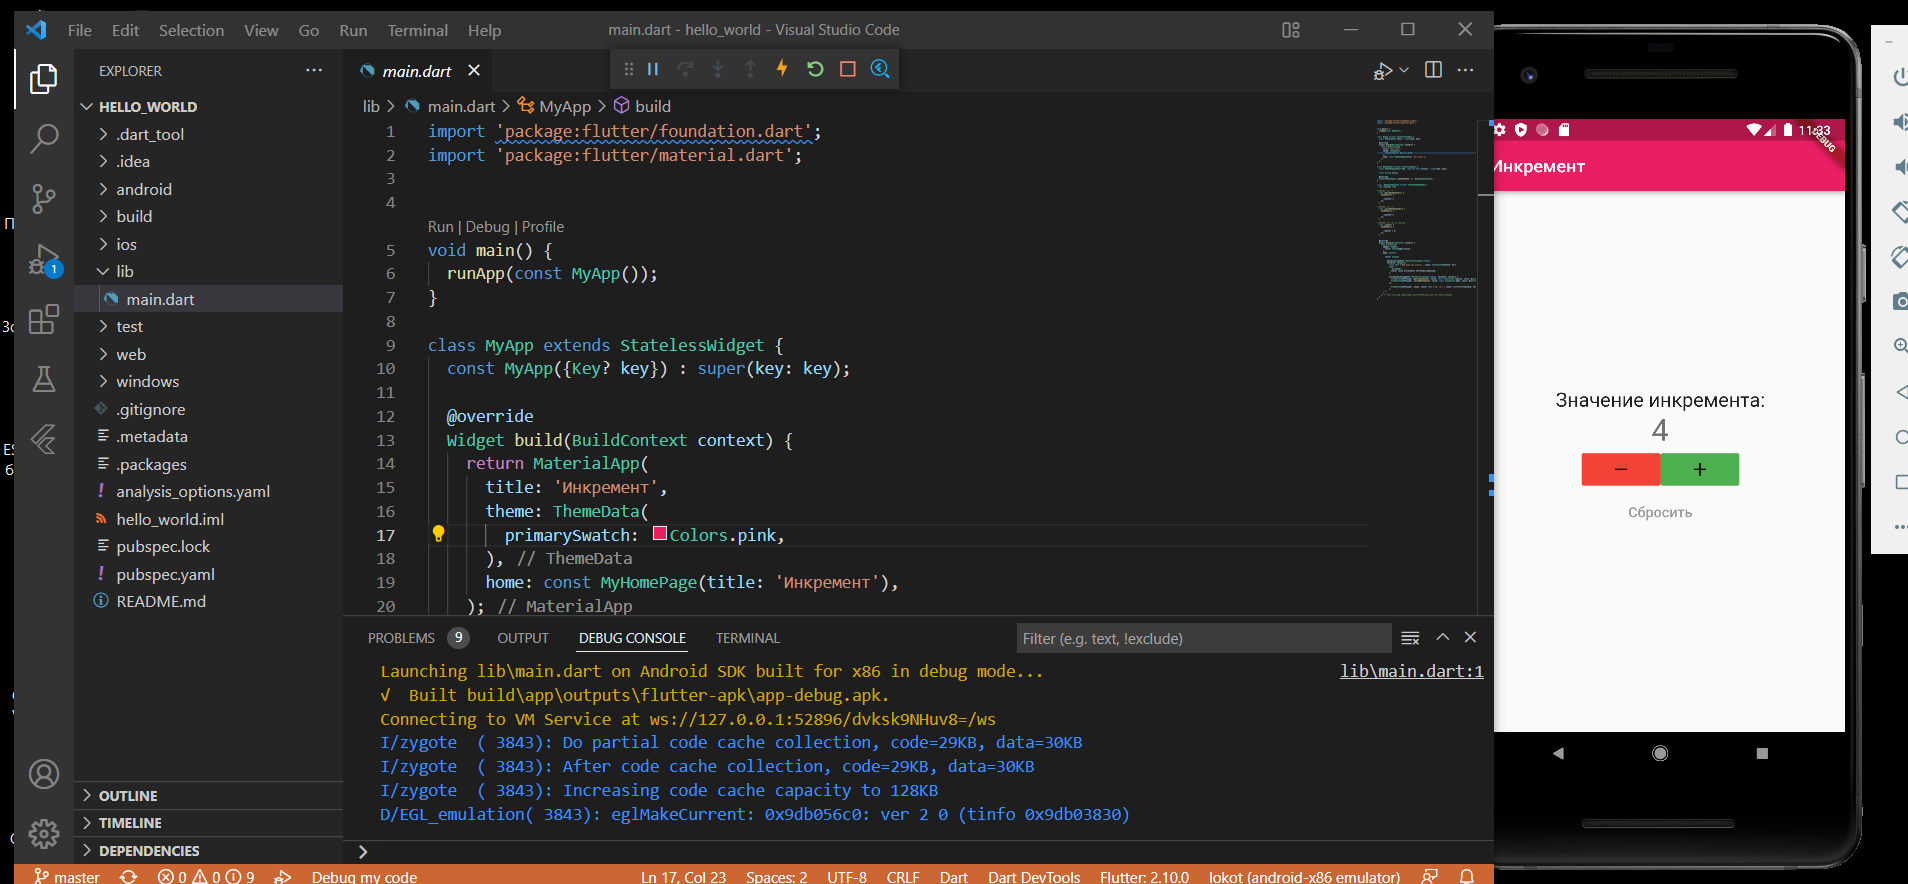 File Edit Selection View Go Run Terminal Help
main.dart - hello_world - Visual Studio Code
EXPLORER
HELLO_WORLD
.dart_tool
.idea
android
build
ios
lib
main.dart
test
web
windows
.gitignore
.metadata
.packages
analysis_options.yaml
hello_world.iml
pubspec.lock
pubspec.yaml
README.md
OUTLINE
TIMELINE
DEPENDENCIES
1
main.dart
lib > main.dart > MyApp > build
1 import 'package:flutter/foundation.dart';
2 import 'package:flutter/material.dart';
3
4
Run | Debug | Profile
5 void main() {
6 runApp(const MyApp());
7 }
8
9 class MyApp extends StatelessWidget {
10 const MyApp({Key? key}) : super(key: key);
11
12 @override
13 Widget build(BuildContext context) {
14 return MaterialApp(
15 title: 'Инкремент',
16 theme: ThemeData(
17 primarySwatch: Colors.pink,
18 ), // ThemeData
19 home: const MyHomePage(title: 'Инкремент'),
20 ); // MaterialApp
PROBLEMS 9 OUTPUT DEBUG CONSOLE TERMINAL
Filter (e.g. text, !exclude)
Launching lib\main.dart on Android SDK built for x86 in debug mode...
lib\main.dart:1
√ Built build\app\outputs\flutter-apk\app-debug.apk.
Connecting to VM Service at ws://127.0.0.1:52896/dvksk9NHuv8=/ws
I/zygote ( 3843): Do partial code cache collection, code=29KB, data=30KB
I/zygote ( 3843): After code cache collection, code=29KB, data=30KB
I/zygote ( 3843): Increasing code cache capacity to 128KB
D/EGL_emulation( 3843): eglMakeCurrent: 0x9db056c0: ver 2 0 (tinfo 0x9db03830)
>
master 0 0 9 Debug my code
Ln 17, Col 23 Spaces: 2 UTF-8 CRLF Dart Dart DevTools Flutter: 2.10.0 lokot (android-x86 emulator)
DEBUG
Инкремент
Значение инкремента:
4
− +
Сбросить